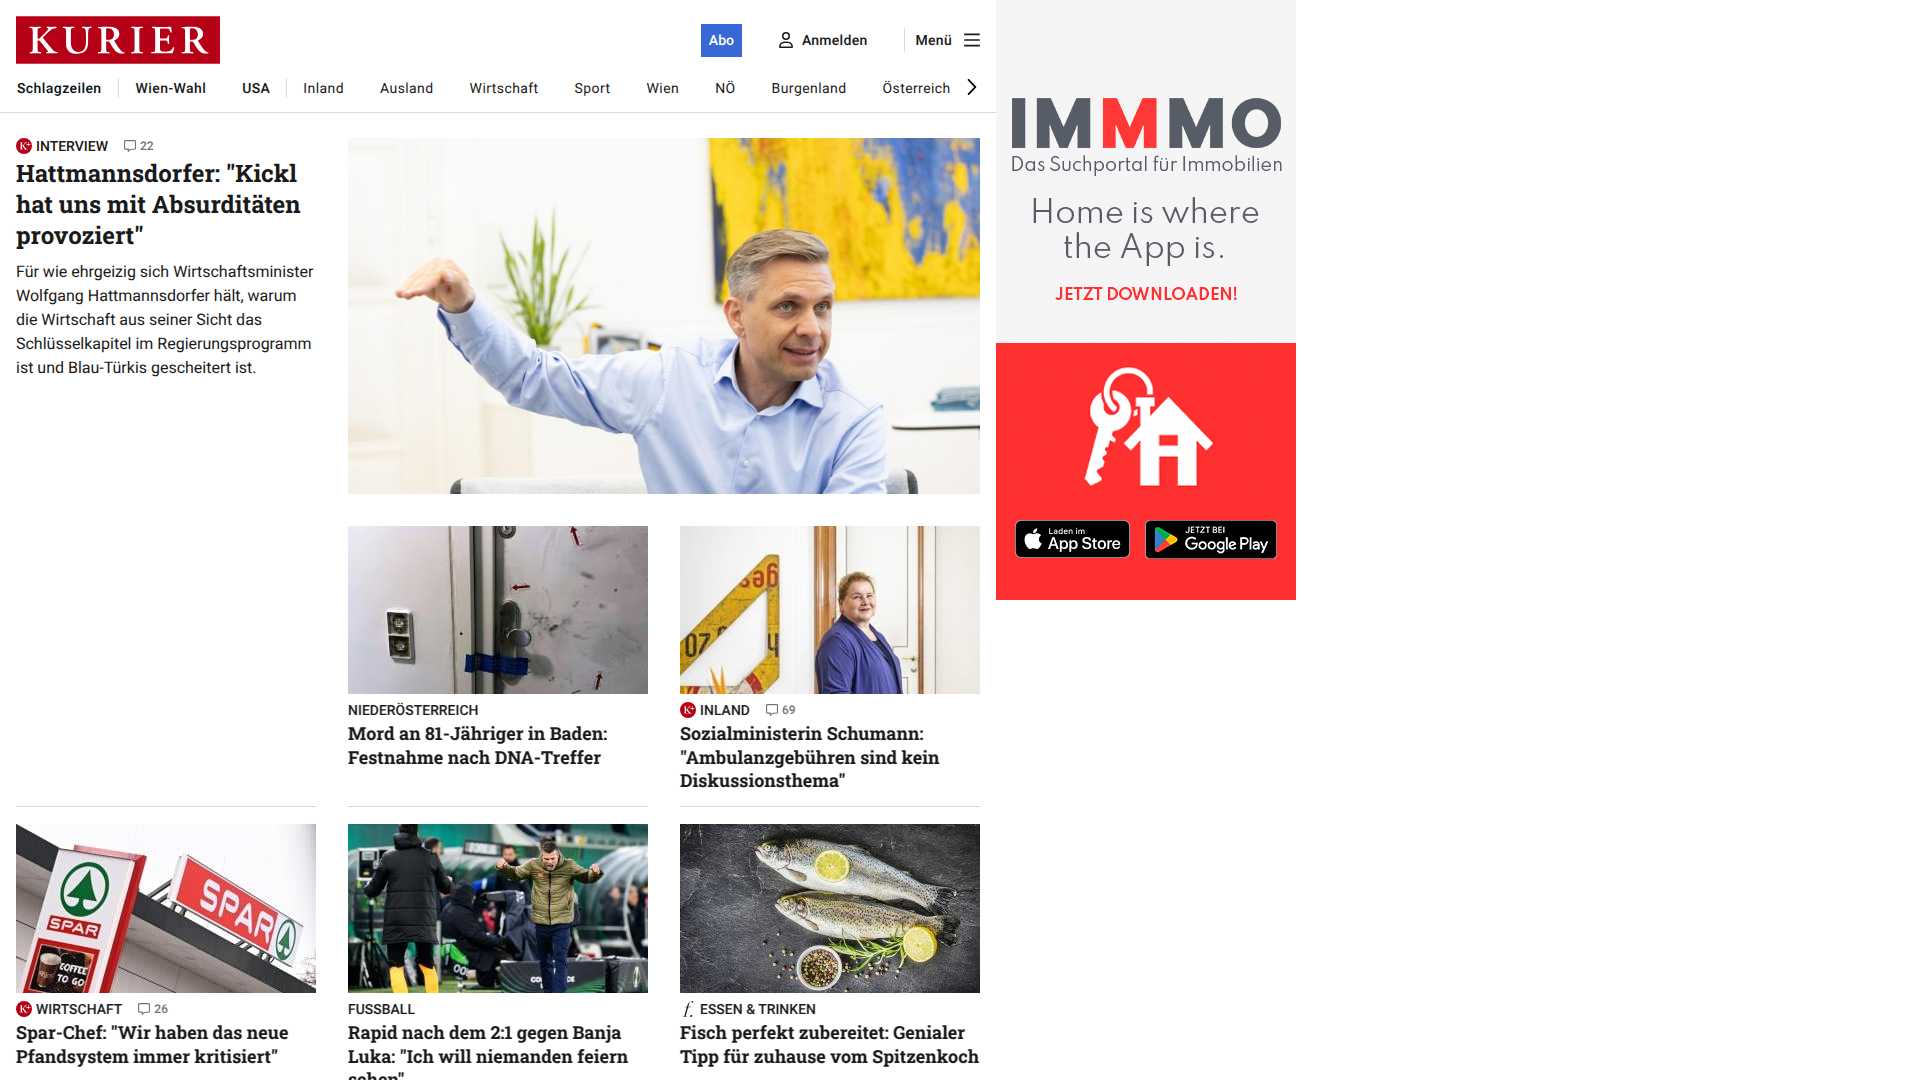 KURIER
Abo
Anmelden
Menü
Schlagzeilen
Wien-Wahl
USA
Inland
Ausland
Wirtschaft
Sport
Wien
NÖ
Burgenland
Österreich
INTERVIEW
22
Hattmannsdorfer: "Kickl
hat uns mit Absurditäten
provoziert"
Für wie ehrgeizig sich Wirtschaftsminister
Wolfgang Hattmannsdorfer hält, warum
die Wirtschaft aus seiner Sicht das
Schlüsselkapitel im Regierungsprogramm
ist und Blau-Türkis gescheitert ist.
IMMMO
Das Suchportal für Immobilien
Home is where
the App is.
JETZT DOWNLOADEN!
Laden im
App Store
JETZT BEI
Google Play
NIEDERÖSTERREICH
Mord an 81-Jähriger in Baden:
Festnahme nach DNA-Treffer
INLAND
69
Sozialministerin Schumann:
"Ambulanzgebühren sind kein
Diskussionsthema"
SPAR
SPAR
COFFEE
TO GO
WIRTSCHAFT
26
Spar-Chef: "Wir haben das neue
Pfandsystem immer kritisiert"
FUSSBALL
Rapid nach dem 2:1 gegen Banja
Luka: "Ich will niemanden feiern
sehen"
ESSEN & TRINKEN
Fisch perfekt zubereitet: Genialer
Tipp für zuhause vom Spitzenkoch